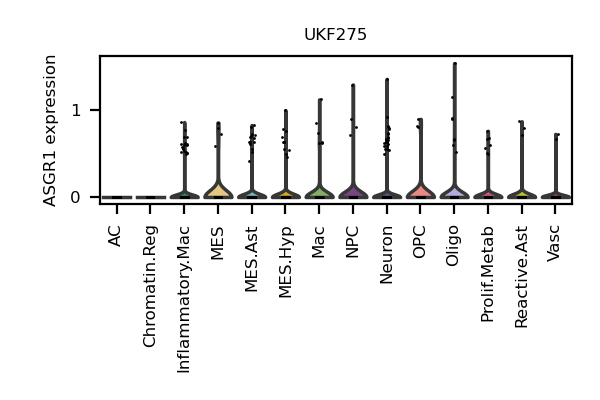 UKF275
ASGR1 expression
1
0
AC
Chromatin.Reg
Inflammatory.Mac
MES
MES.Ast
MES.Hyp
Mac
NPC
Neuron
OPC
Oligo
Prolif.Metab
Reactive.Ast
Vasc